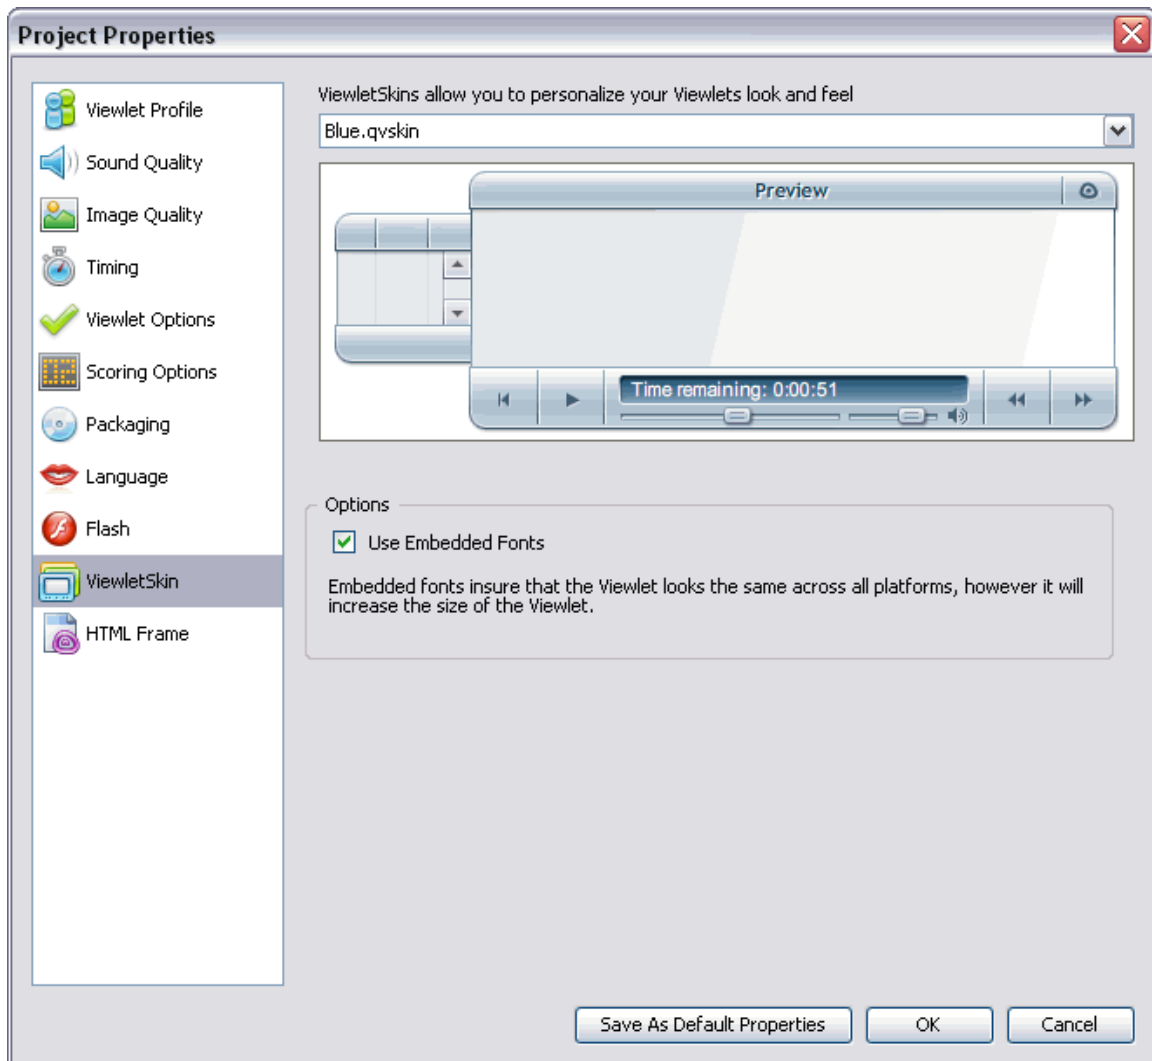 Project Properties
Viewlet Profile
Sound Quality
Image Quality
Timing
Viewlet Options
Scoring Options
Packaging
Language
Flash
ViewletSkin
HTML Frame
ViewletSkins allow you to personalize your Viewlets look and feel
Blue.qvskin
Preview
Time remaining: 0:00:51
Options
Use Embedded Fonts
Embedded fonts insure that the Viewlet looks the same across all platforms, however it will
increase the size of the Viewlet.
Save As Default Properties
OK
Cancel